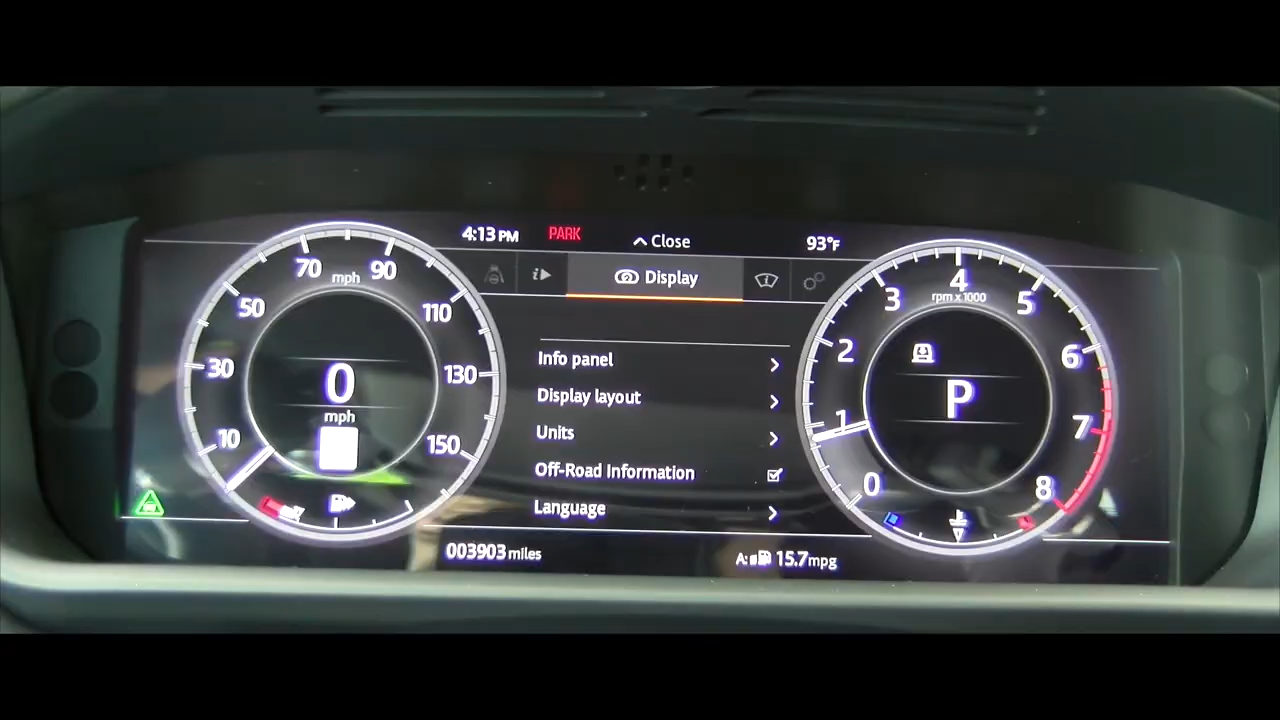 4:13 PM PARK Close 93°F
Display
70 mph 90
50 110
30 130
10 150
0
mph
Info panel
Display layout
Units
Off-Road Information
Language
4
rpm x 1000
3 5
2 6
1 7
0 8
P
003903 miles
A: 15.7 mpg